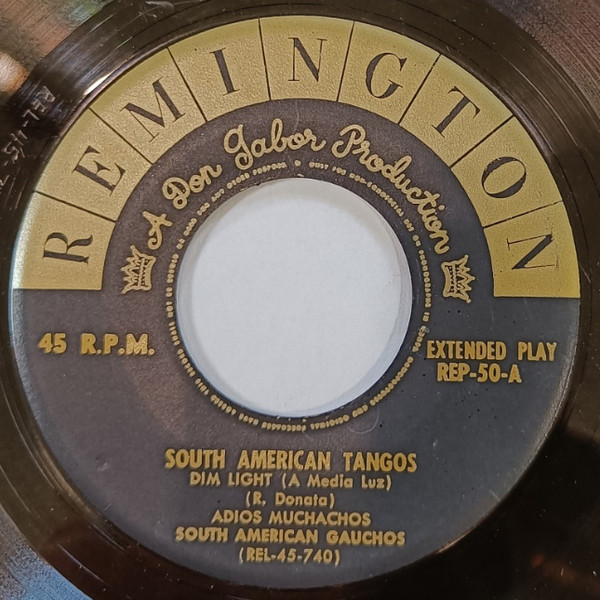 REMINGTON
A Don Gabor Production
45 R.P.M.
EXTENDED PLAY
REP-50-A
SOUTH AMERICAN TANGOS
DIM LIGHT (A Media Luz)
(R. Donata)
ADIOS MUCHACHOS
SOUTH AMERICAN GAUCHOS
(REL-45-740)